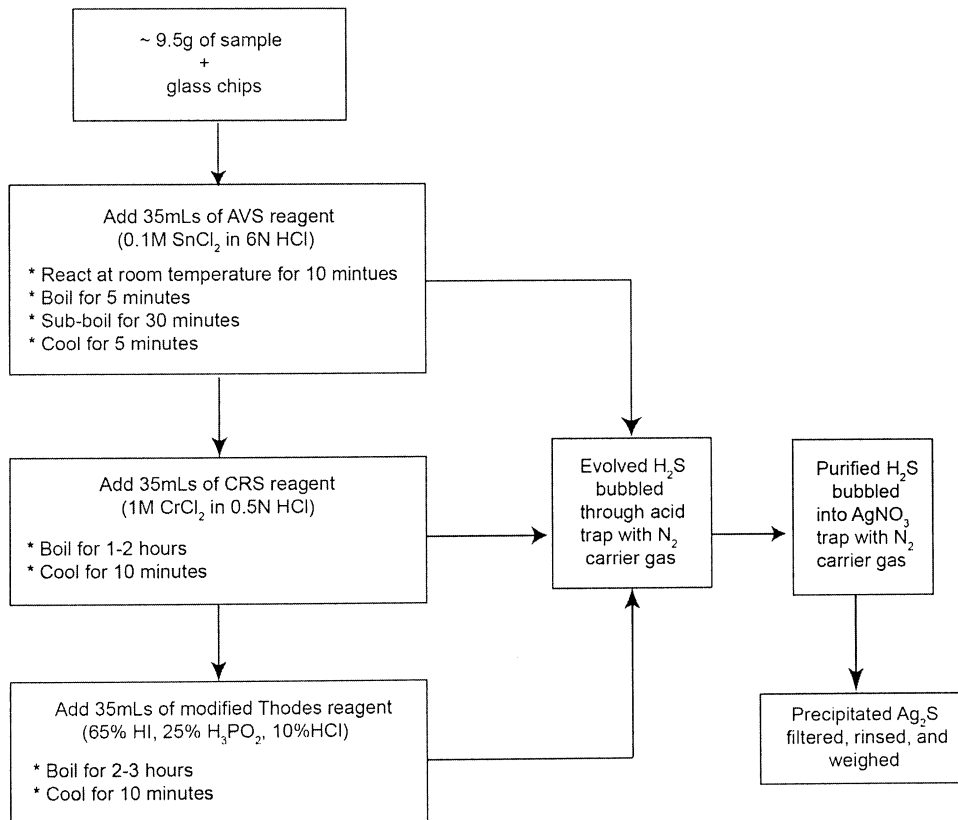 ~ 9.5g of sample
+
glass chips
Add 35mLs of AVS reagent
(0.1M SnCl₂ in 6N HCl)
* React at room temperature for 10 mintues
* Boil for 5 minutes
* Sub-boil for 30 minutes
* Cool for 5 minutes
Add 35mLs of CRS reagent
(1M CrCl₂ in 0.5N HCl)
* Boil for 1-2 hours
* Cool for 10 minutes
Add 35mLs of modified Thodes reagent
(65% HI, 25% H₃PO₂, 10%HCl)
* Boil for 2-3 hours
* Cool for 10 minutes
Evolved H₂S
bubbled
through acid
trap with N₂
carrier gas
Purified H₂S
bubbled
into AgNO₃
trap with N₂
carrier gas
Precipitated Ag₂S
filtered, rinsed, and
weighed